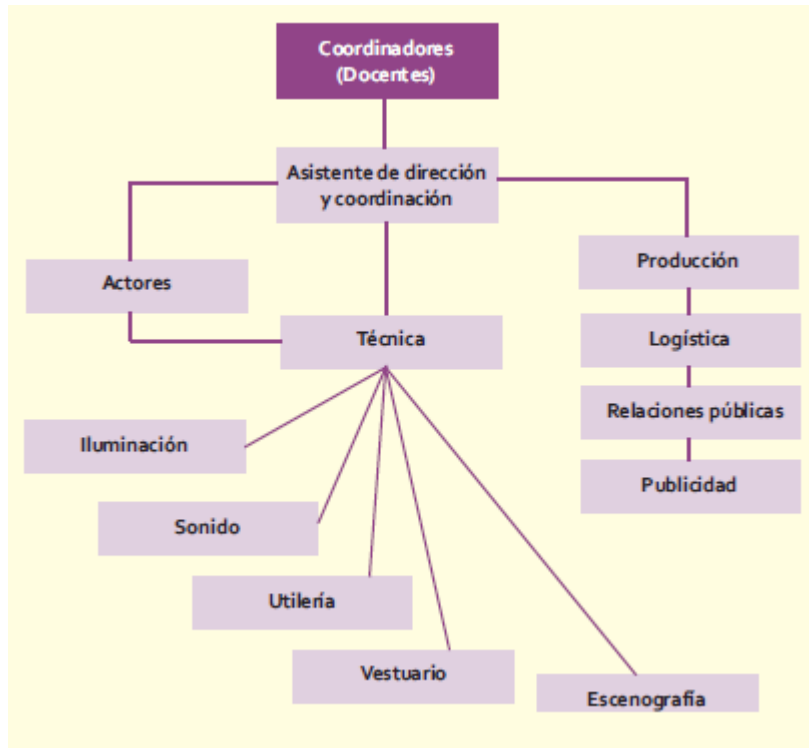 Coordinadores
(Docentes)
Asistente de dirección
y coordinación
Actores
Producción
Técnica
Logística
Relaciones públicas
Publicidad
Iluminación
Sonido
Utilería
Vestuario
Escenografía